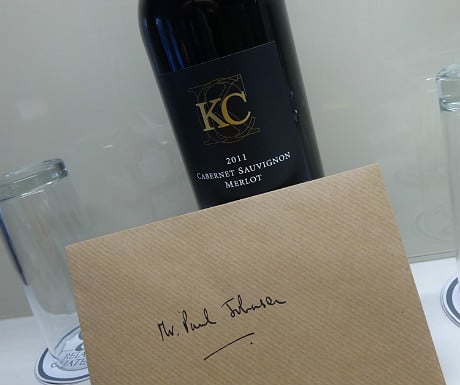 KC
2011
CABERNET SAUVIGNON
MERLOT
Mr. Paul Johnson